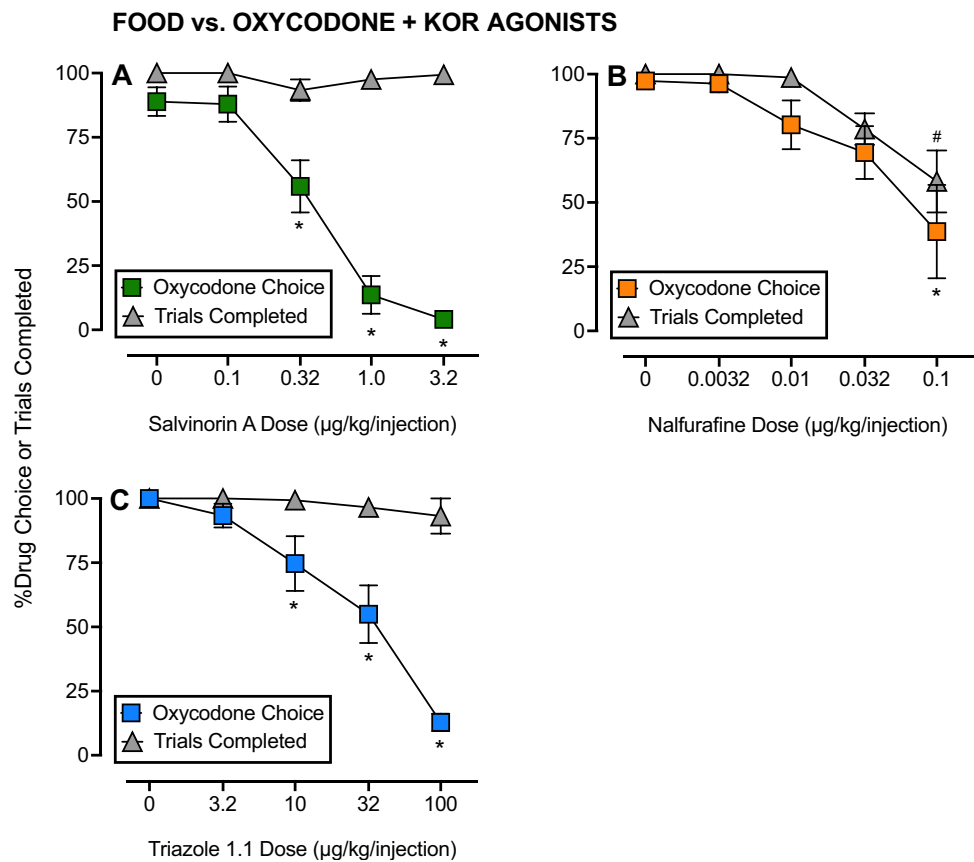 FOOD vs. OXYCODONE + KOR AGONISTS
%Drug Choice or Trials Completed
A
100
75
50
25
0
*
*
*
Oxycodone Choice
Trials Completed
0 0.1 0.32 1.0 3.2
Salvinorin A Dose (µg/kg/injection)
B
100
75
50
25
0
#
*
Oxycodone Choice
Trials Completed
0 0.0032 0.01 0.032 0.1
Nalfurafine Dose (µg/kg/injection)
C
100
75
50
25
0
*
*
*
Oxycodone Choice
Trials Completed
0 3.2 10 32 100
Triazole 1.1 Dose (µg/kg/injection)